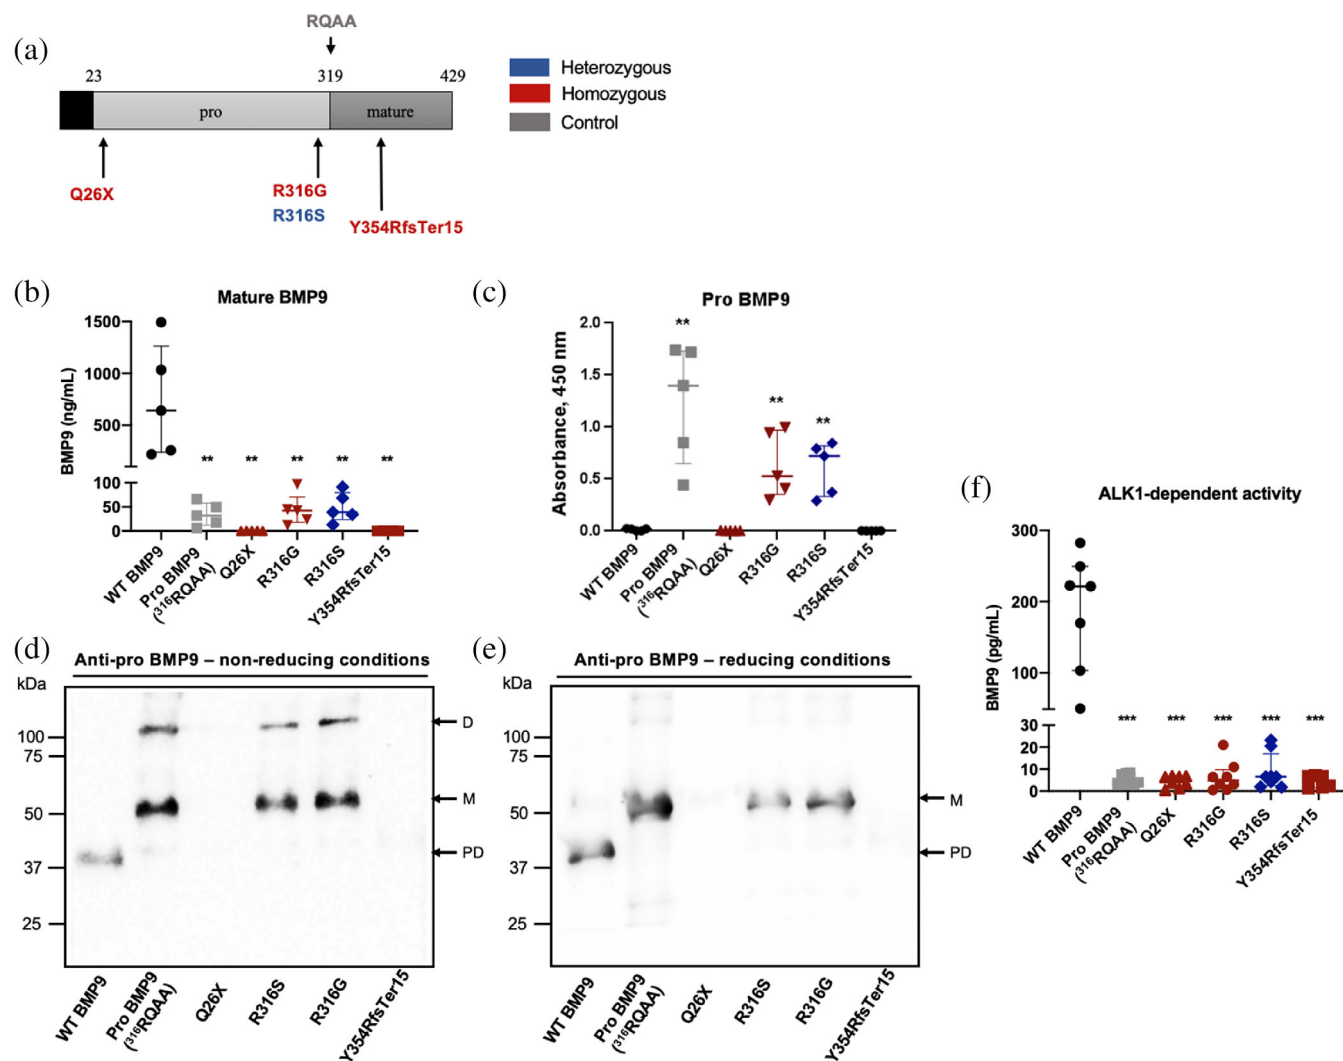 (a)
RQAA
23 319 429
pro mature
Q26X
R316G
R316S
Y354RfsTer15
Heterozygous
Homozygous
Control
(b)
Mature BMP9
BMP9 (ng/mL)
1500
1000
500
100
50
0
** ** ** ** **
WT BMP9
Pro BMP9
(³¹⁶RQAA)
Q26X
R316G
R316S
Y354RfsTer15
(c)
Pro BMP9
Absorbance, 450 nm
2.0
1.5
1.0
0.5
0.0
** ** **
WT BMP9
Pro BMP9
(³¹⁶RQAA)
Q26X
R316G
R316S
Y354RfsTer15
(d)
Anti-pro BMP9 – non-reducing conditions
kDa
100
75
50
37
25
D
M
PD
WT BMP9
Pro BMP9
(³¹⁶RQAA)
Q26X
R316S
R316G
Y354RfsTer15
(e)
Anti-pro BMP9 – reducing conditions
kDa
100
75
50
37
25
M
PD
WT BMP9
Pro BMP9
(³¹⁶RQAA)
Q26X
R316S
R316G
Y354RfsTer15
(f)
ALK1-dependent activity
BMP9 (pg/mL)
300
200
100
30
20
10
0
*** *** *** *** ***
WT BMP9
Pro BMP9
(³¹⁶RQAA)
Q26X
R316G
R316S
Y354RfsTer15